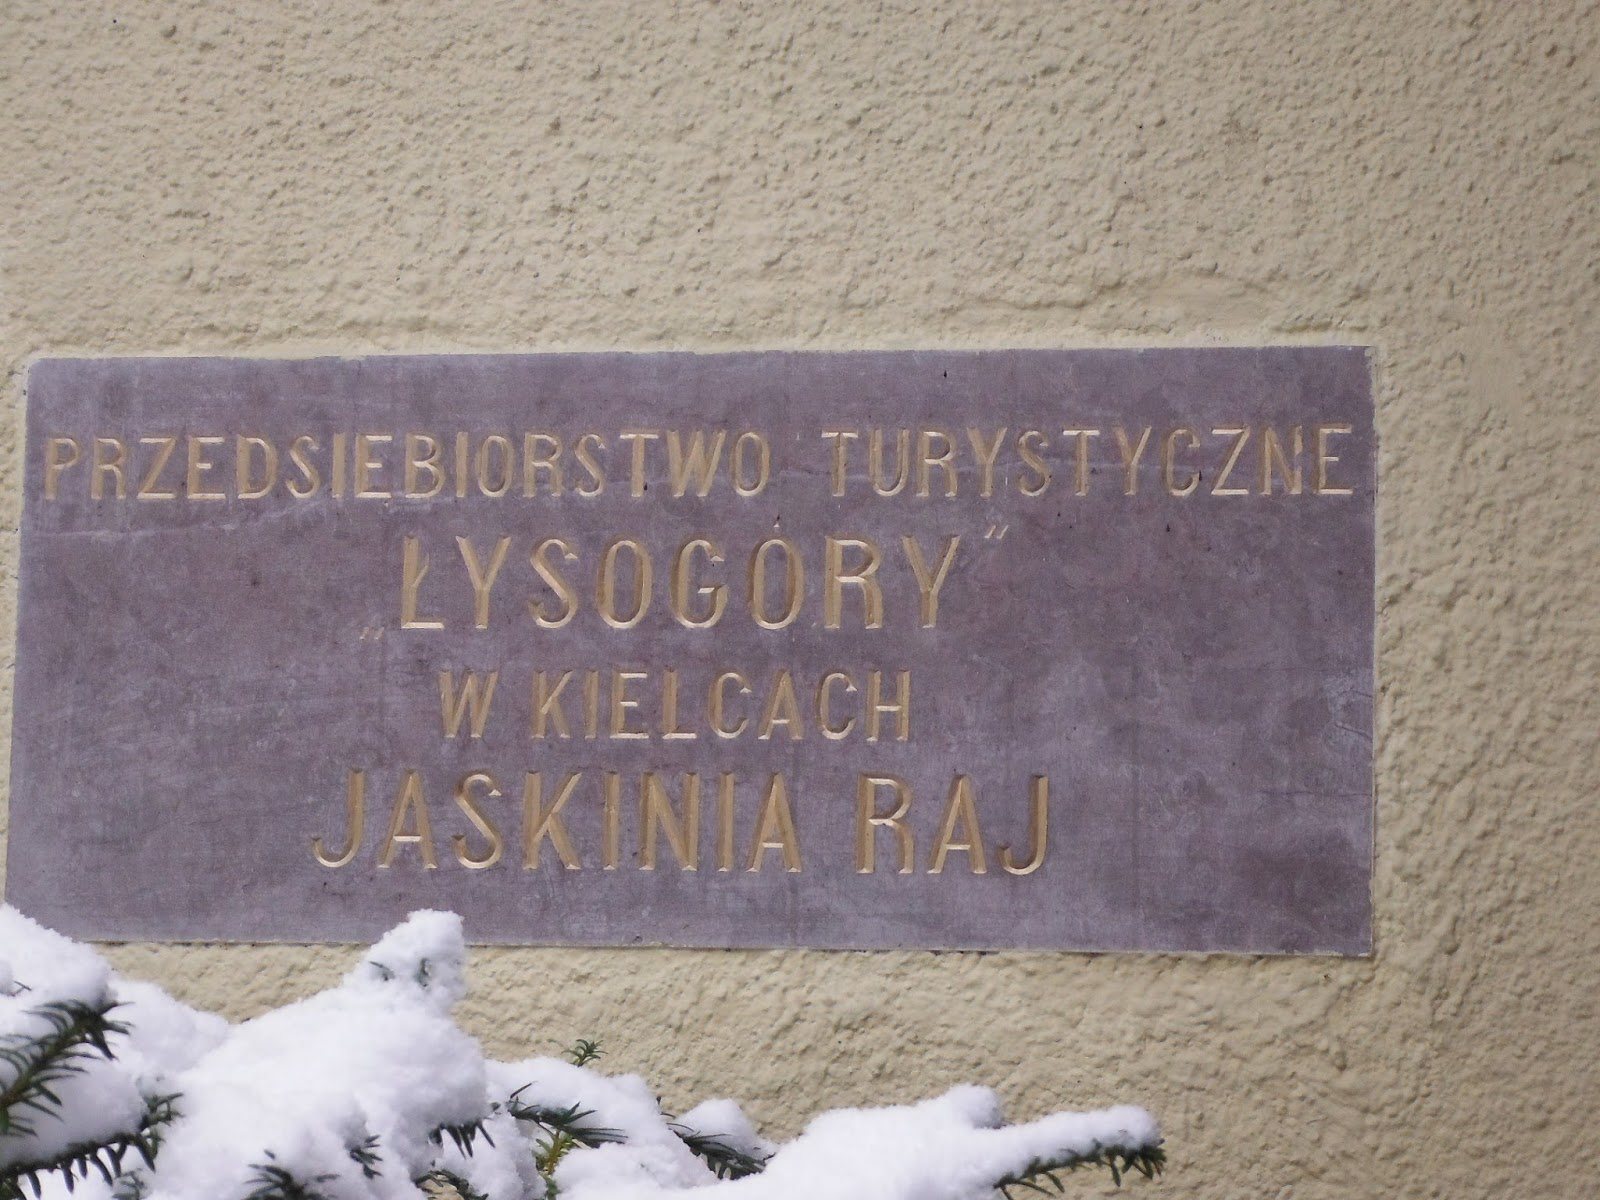 PRZEDSIEBIORSTWO TURYSTYCZNE
„ŁYSOGÓRY”
W KIELCACH
JASKINIA RAJ